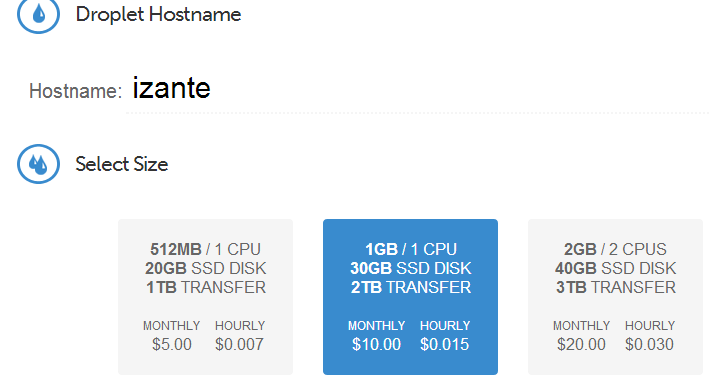 Droplet Hostname
Hostname: izante
Select Size
512MB / 1 CPU
20GB SSD DISK
1TB TRANSFER
MONTHLY HOURLY
$5.00 $0.007
1GB / 1 CPU
30GB SSD DISK
2TB TRANSFER
MONTHLY HOURLY
$10.00 $0.015
2GB / 2 CPUS
40GB SSD DISK
3TB TRANSFER
MONTHLY HOURLY
$20.00 $0.030